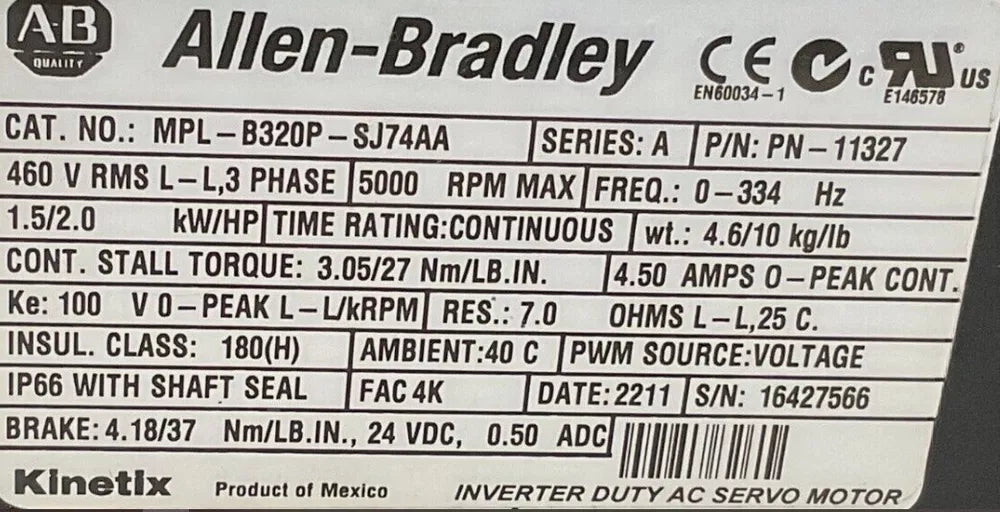 A-B QUALITY Allen-Bradley CE EN60034-1 c RU® US E146578
CAT. NO.: MPL-B320P-SJ74AA SERIES: A P/N: PN-11327
460 V RMS L-L,3 PHASE 5000 RPM MAX FREQ.: 0-334 Hz
1.5/2.0 kW/HP TIME RATING:CONTINUOUS wt.: 4.6/10 kg/lb
CONT. STALL TORQUE: 3.05/27 Nm/LB.IN. 4.50 AMPS 0-PEAK CONT.
Ke: 100 V 0-PEAK L-L/kRPM RES.: 7.0 OHMS L-L,25 C.
INSUL. CLASS: 180(H) AMBIENT:40 C PWM SOURCE:VOLTAGE
IP66 WITH SHAFT SEAL FAC 4K DATE: 2211 S/N: 16427566
BRAKE: 4.18/37 Nm/LB.IN., 24 VDC, 0.50 ADC
Kinetix Product of Mexico INVERTER DUTY AC SERVO MOTOR